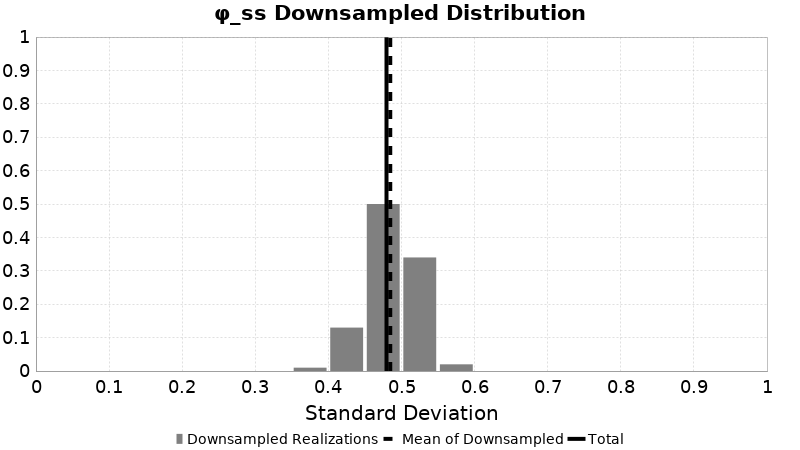 φ_ss Downsampled Distribution
1
0.9
0.8
0.7
0.6
0.5
0.4
0.3
0.2
0.1
0
0 0.1 0.2 0.3 0.4 0.5 0.6 0.7 0.8 0.9 1
Standard Deviation
Downsampled Realizations Mean of Downsampled Total